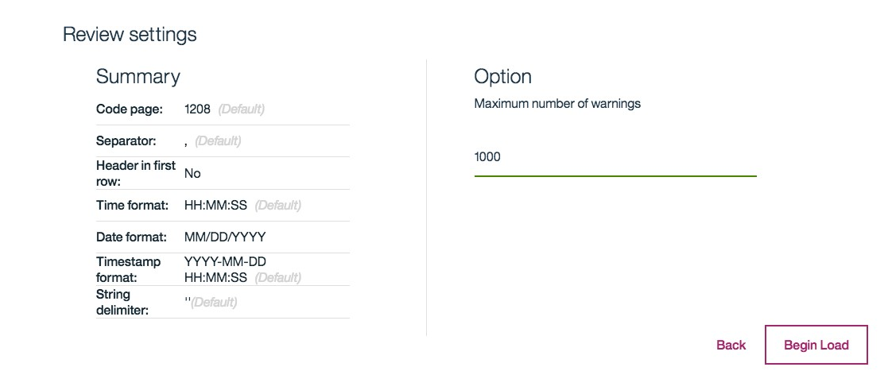 Review settings
Summary
Code page: 1208 (Default)
Separator: , (Default)
Header in first
row: No
Time format: HH:MM:SS (Default)
Date format: MM/DD/YYYY
Timestamp YYYY-MM-DD
format: HH:MM:SS (Default)
String
delimiter: "(Default)
Option
Maximum number of warnings
1000
Back
Begin Load